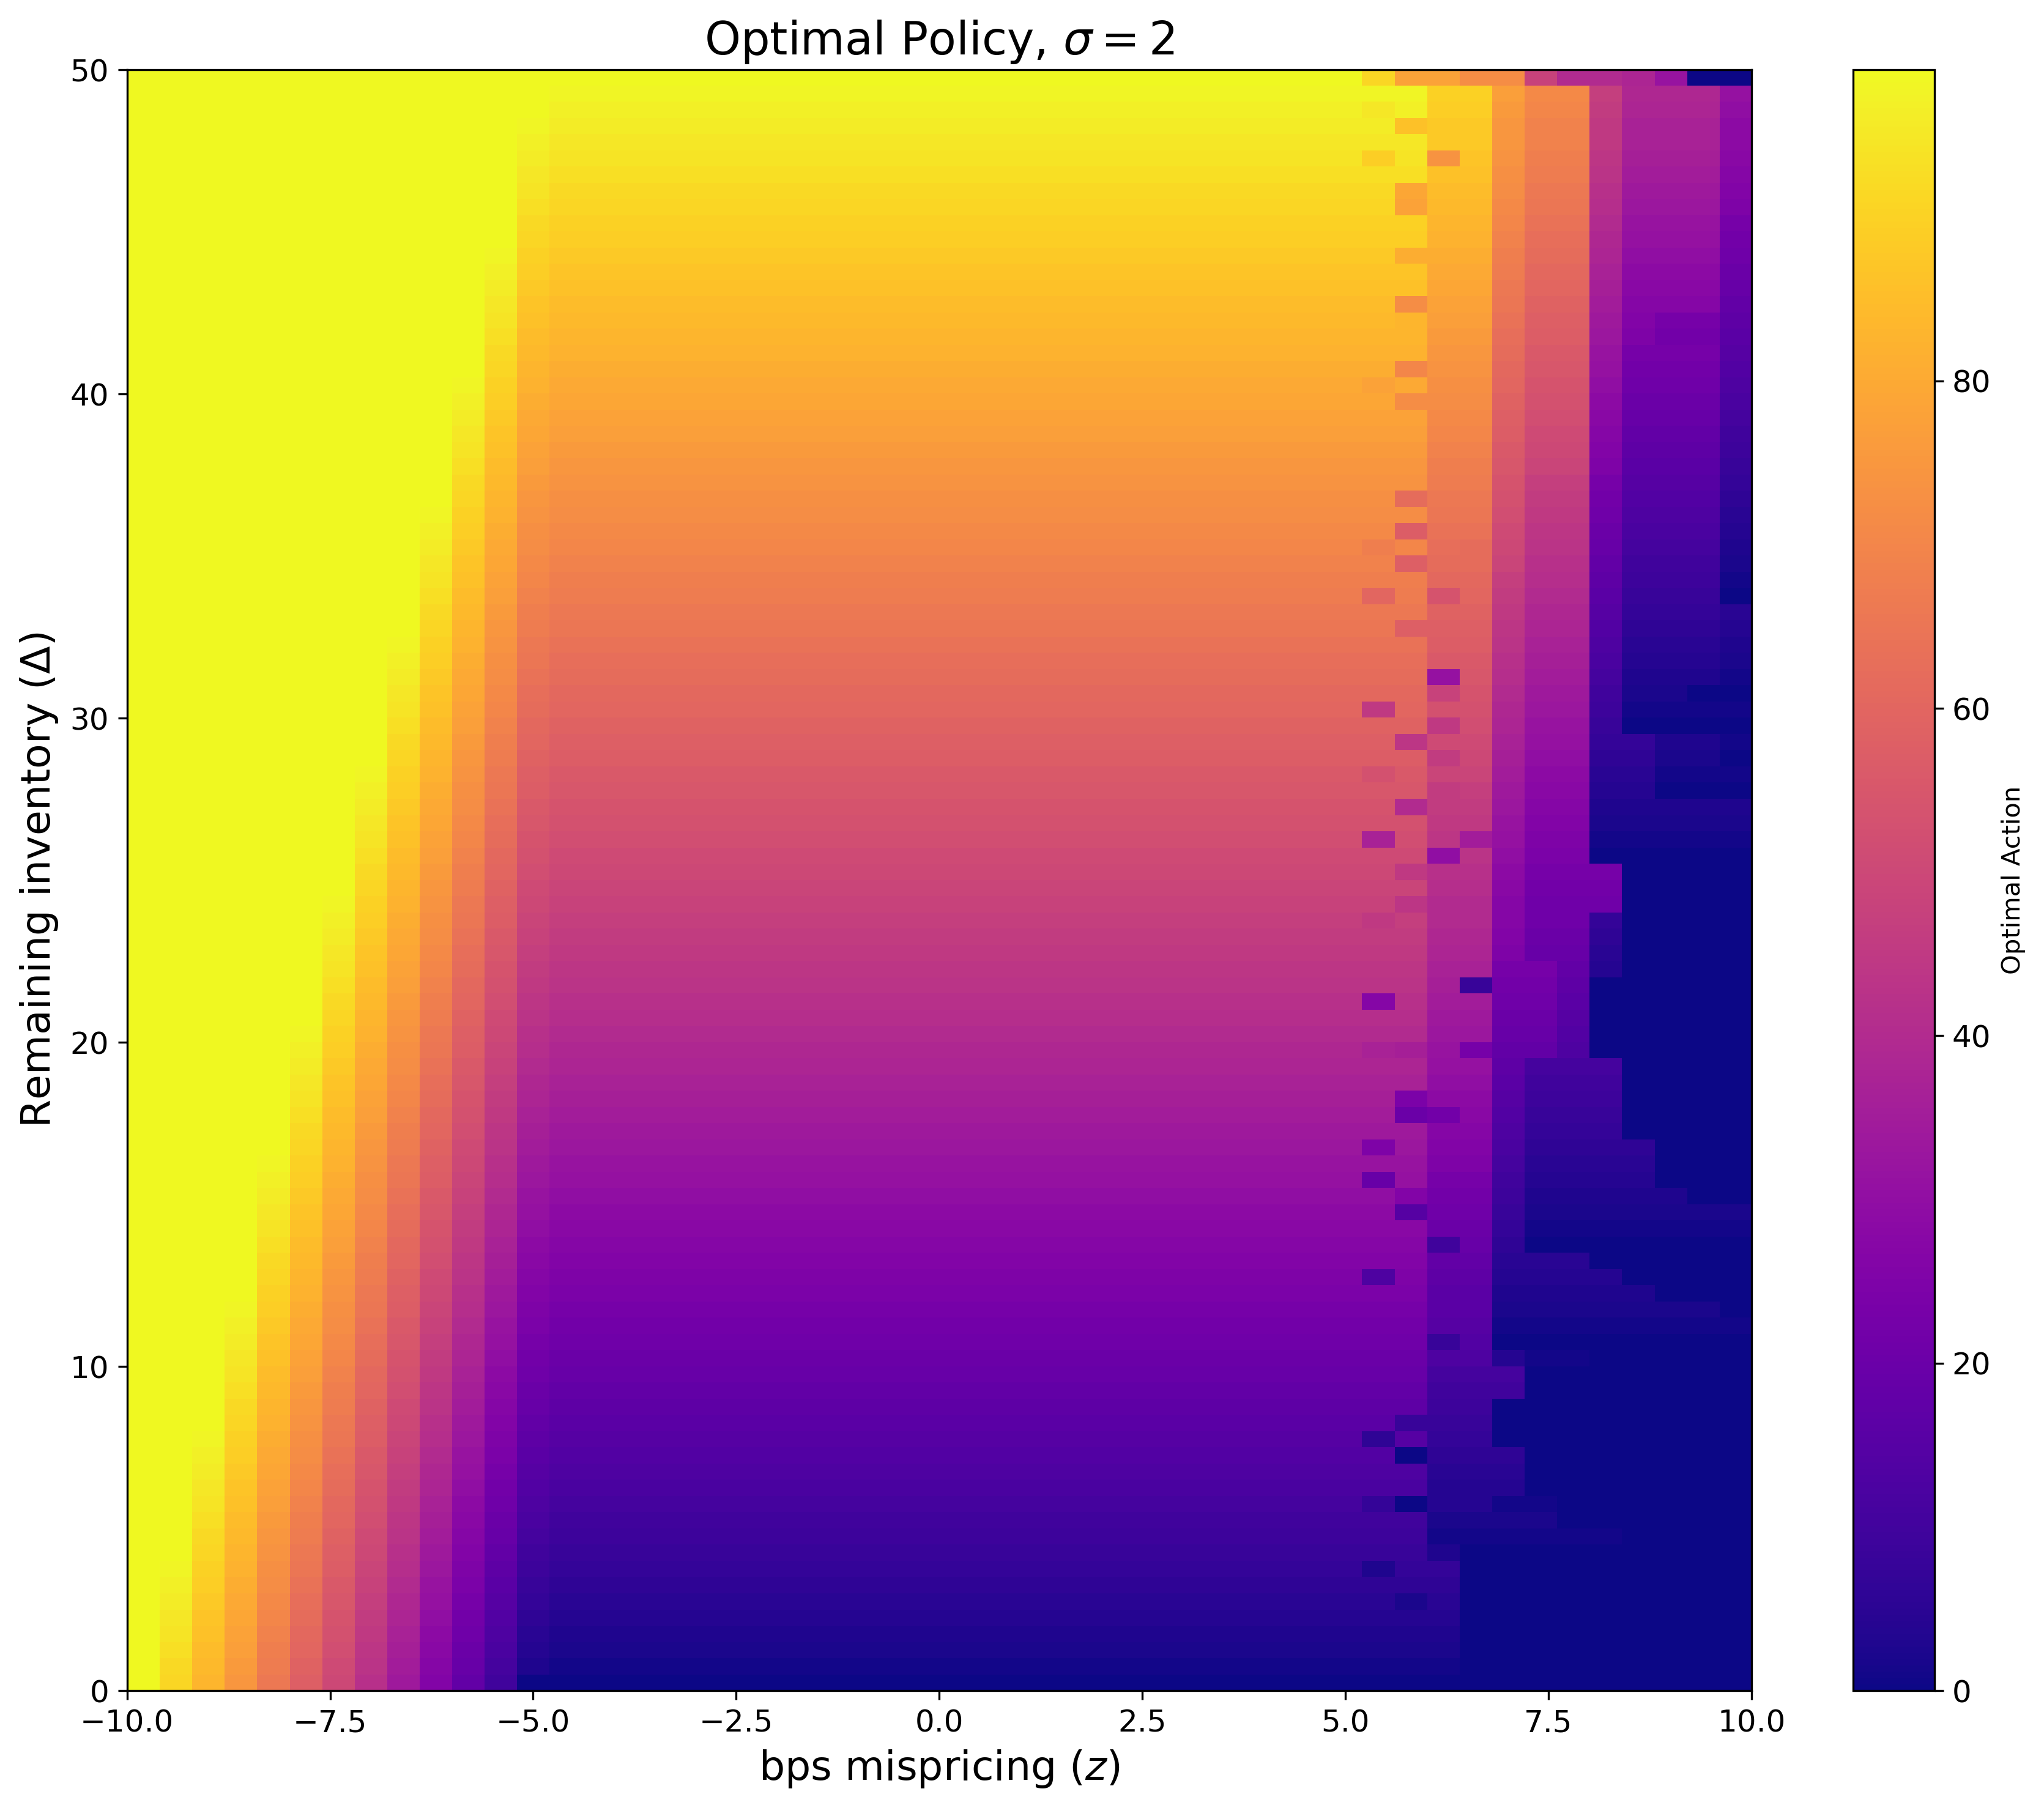 Optimal Policy, σ = 2
50
40
30
20
10
0
Remaining inventory (Δ)
−10.0 −7.5 −5.0 −2.5 0.0 2.5 5.0 7.5 10.0
bps mispricing (z)
80
60
40
20
0
Optimal Action